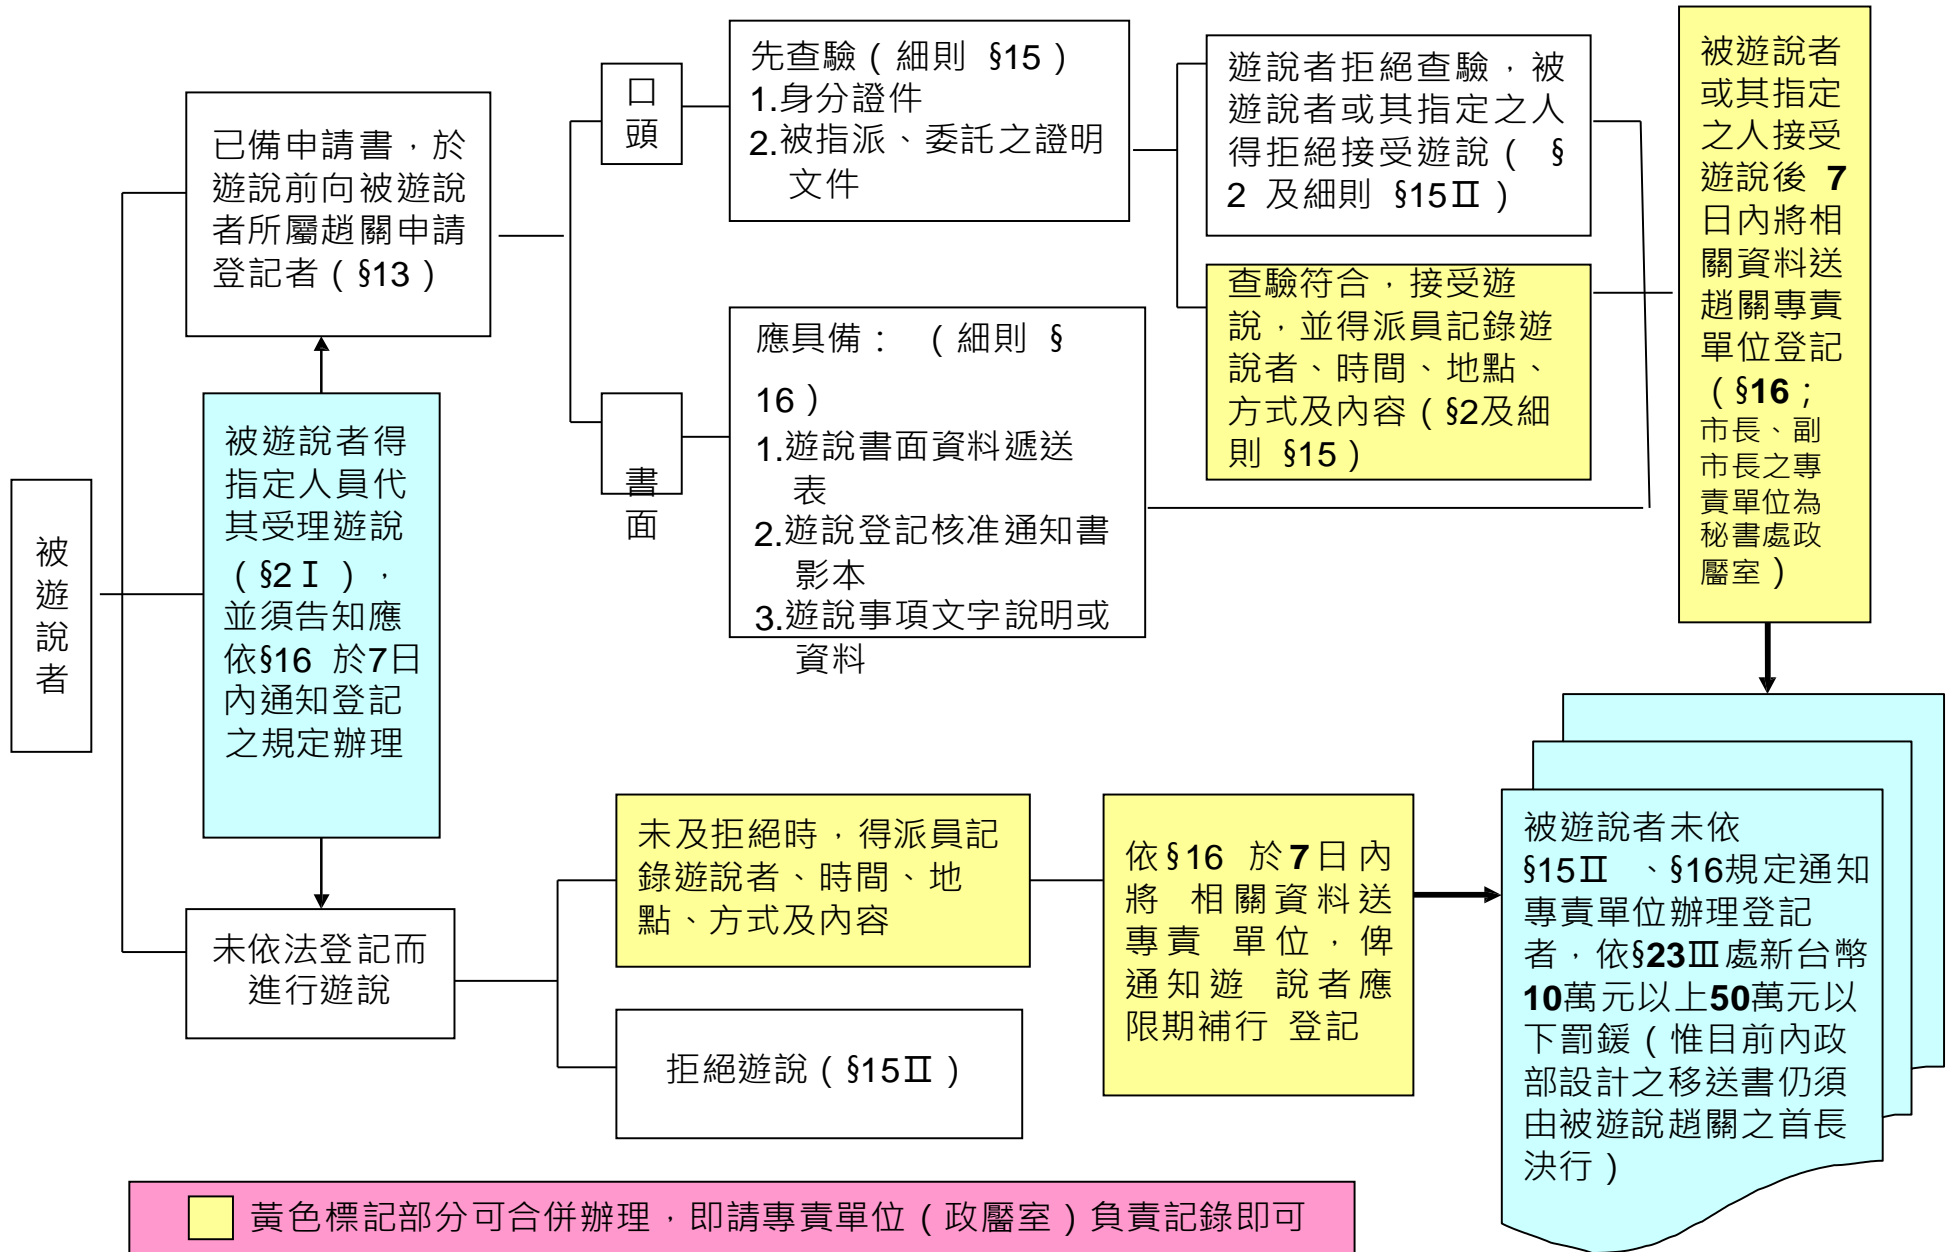 被
遊
說
者
已備申請書，於
遊說前向被遊說
者所屬趙關申請
登記者（§13）
被遊說者得
指定人員代
其受理遊說
（§2Ⅰ），
並須告知應
依§16 於7日
內通知登記
之規定辦理
未依法登記而
進行遊說
口
頭
書
面
先查驗（細則 §15）
1.身分證件
2.被指派、委託之證明
文件
應具備： （細則 §
16）
1.遊說書面資料遞送
表
2.遊說登記核准通知書
影本
3.遊說事項文字說明或
資料
遊說者拒絕查驗，被
遊說者或其指定之人
得拒絕接受遊說（ §
2 及細則 §15Ⅱ）
查驗符合，接受遊
說，並得派員記錄遊
說者、時間、地點、
方式及內容（§2及細
則 §15）
被遊說者
或其指定
之人接受
遊說後 7
日內將相
關資料送
趙關專責
單位登記
（§16；
市長、副
市長之專
責單位為
秘書處政
靨室）
未及拒絕時，得派員記
錄遊說者、時間、地
點、方式及內容
拒絕遊說（§15Ⅱ）
依§16 於7日內
將 相關資料送
專責 單位，俾
通知遊 說者應
限期補行 登記
被遊說者未依
§15Ⅱ 、§16規定通知
專責單位辦理登記
者，依§23Ⅲ處新台幣
10萬元以上50萬元以
下罰鍰（惟目前內政
部設計之移送書仍須
由被遊說趙關之首長
決行）
黃色標記部分可合併辦理，即請專責單位（政靨室）負責記錄即可